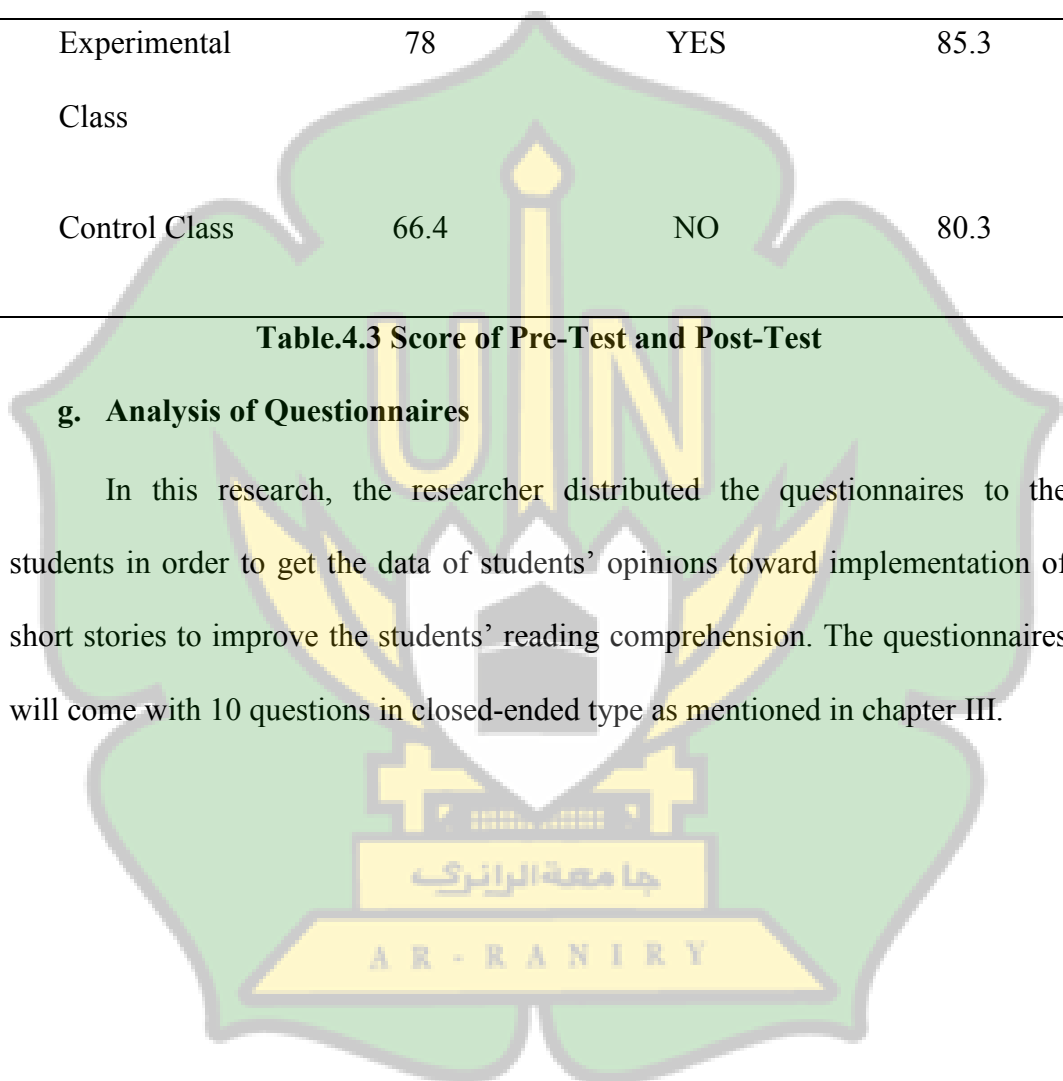 Experimental 78 YES 85.3
Class
Control Class 66.4 NO 80.3
Table.4.3 Score of Pre-Test and Post-Test
g. Analysis of Questionnaires
In this research, the researcher distributed the questionnaires to the
students in order to get the data of students’ opinions toward implementation of
short stories to improve the students’ reading comprehension. The questionnaires
will come with 10 questions in closed-ended type as mentioned in chapter III.
UIN
جامعة الرانري
AR-RANIRY